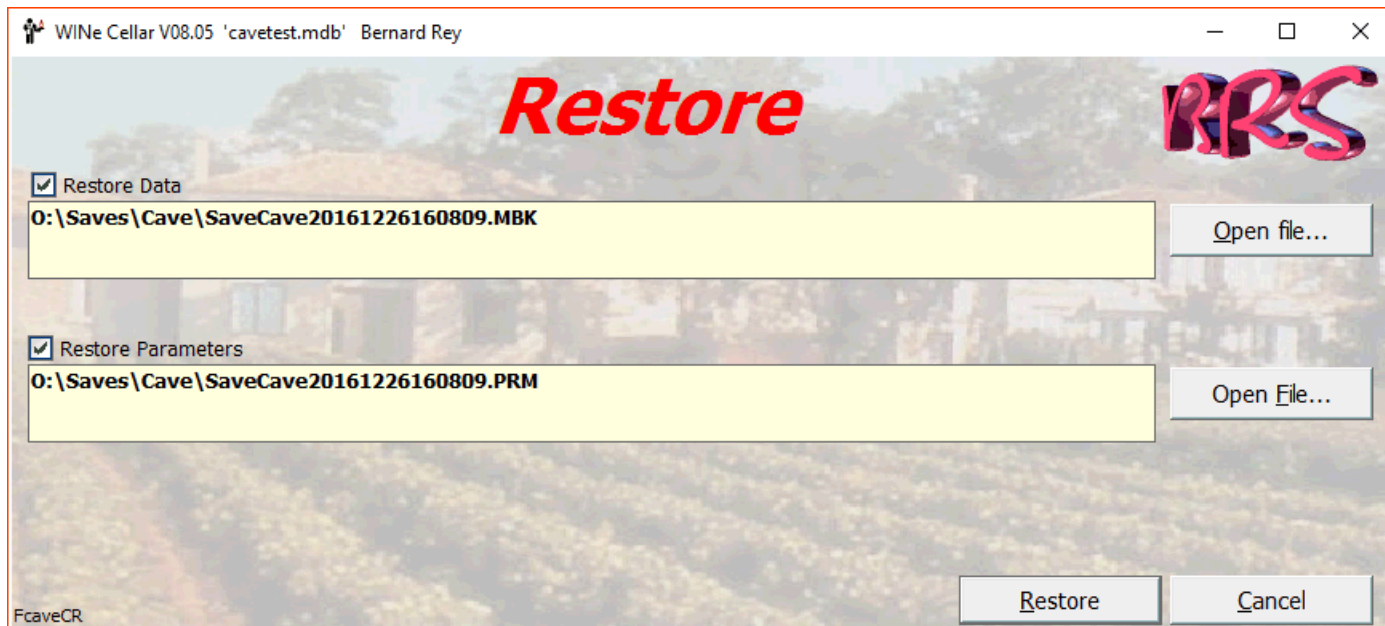 WINe Cellar V08.05 'cavetest.mdb' Bernard Rey
Restore
RRS
Restore Data
O:\Saves\Cave\SaveCave20161226160809.MBK
Open file...
Restore Parameters
O:\Saves\Cave\SaveCave20161226160809.PRM
Open File...
Restore
Cancel
FcaveCR